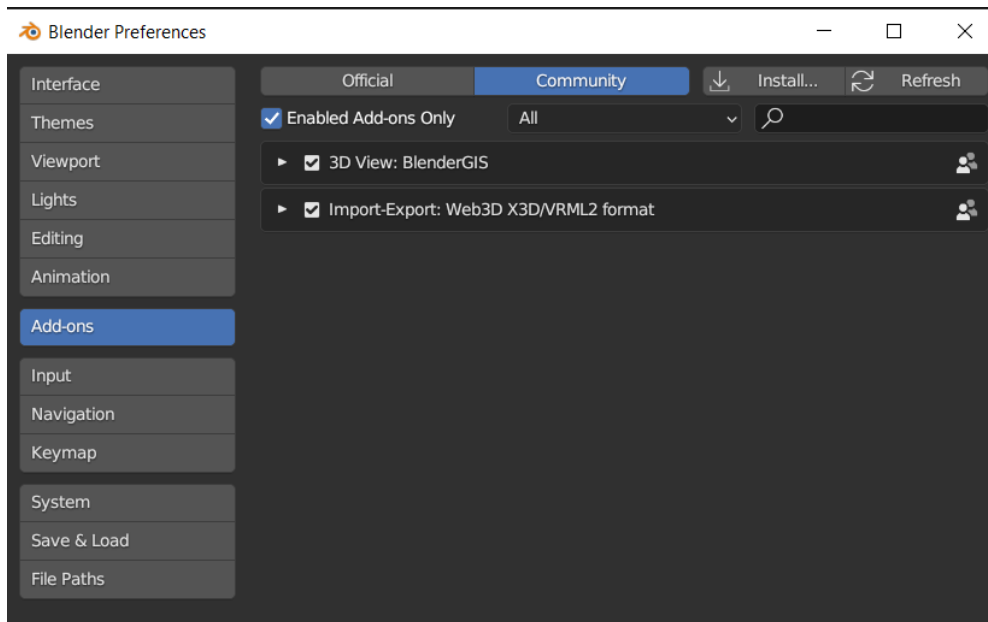 Blender Preferences
Interface
Themes
Viewport
Lights
Editing
Animation
Add-ons
Input
Navigation
Keymap
System
Save & Load
File Paths
Official Community Install... Refresh
Enabled Add-ons Only All
3D View: BlenderGIS
Import-Export: Web3D X3D/VRML2 format